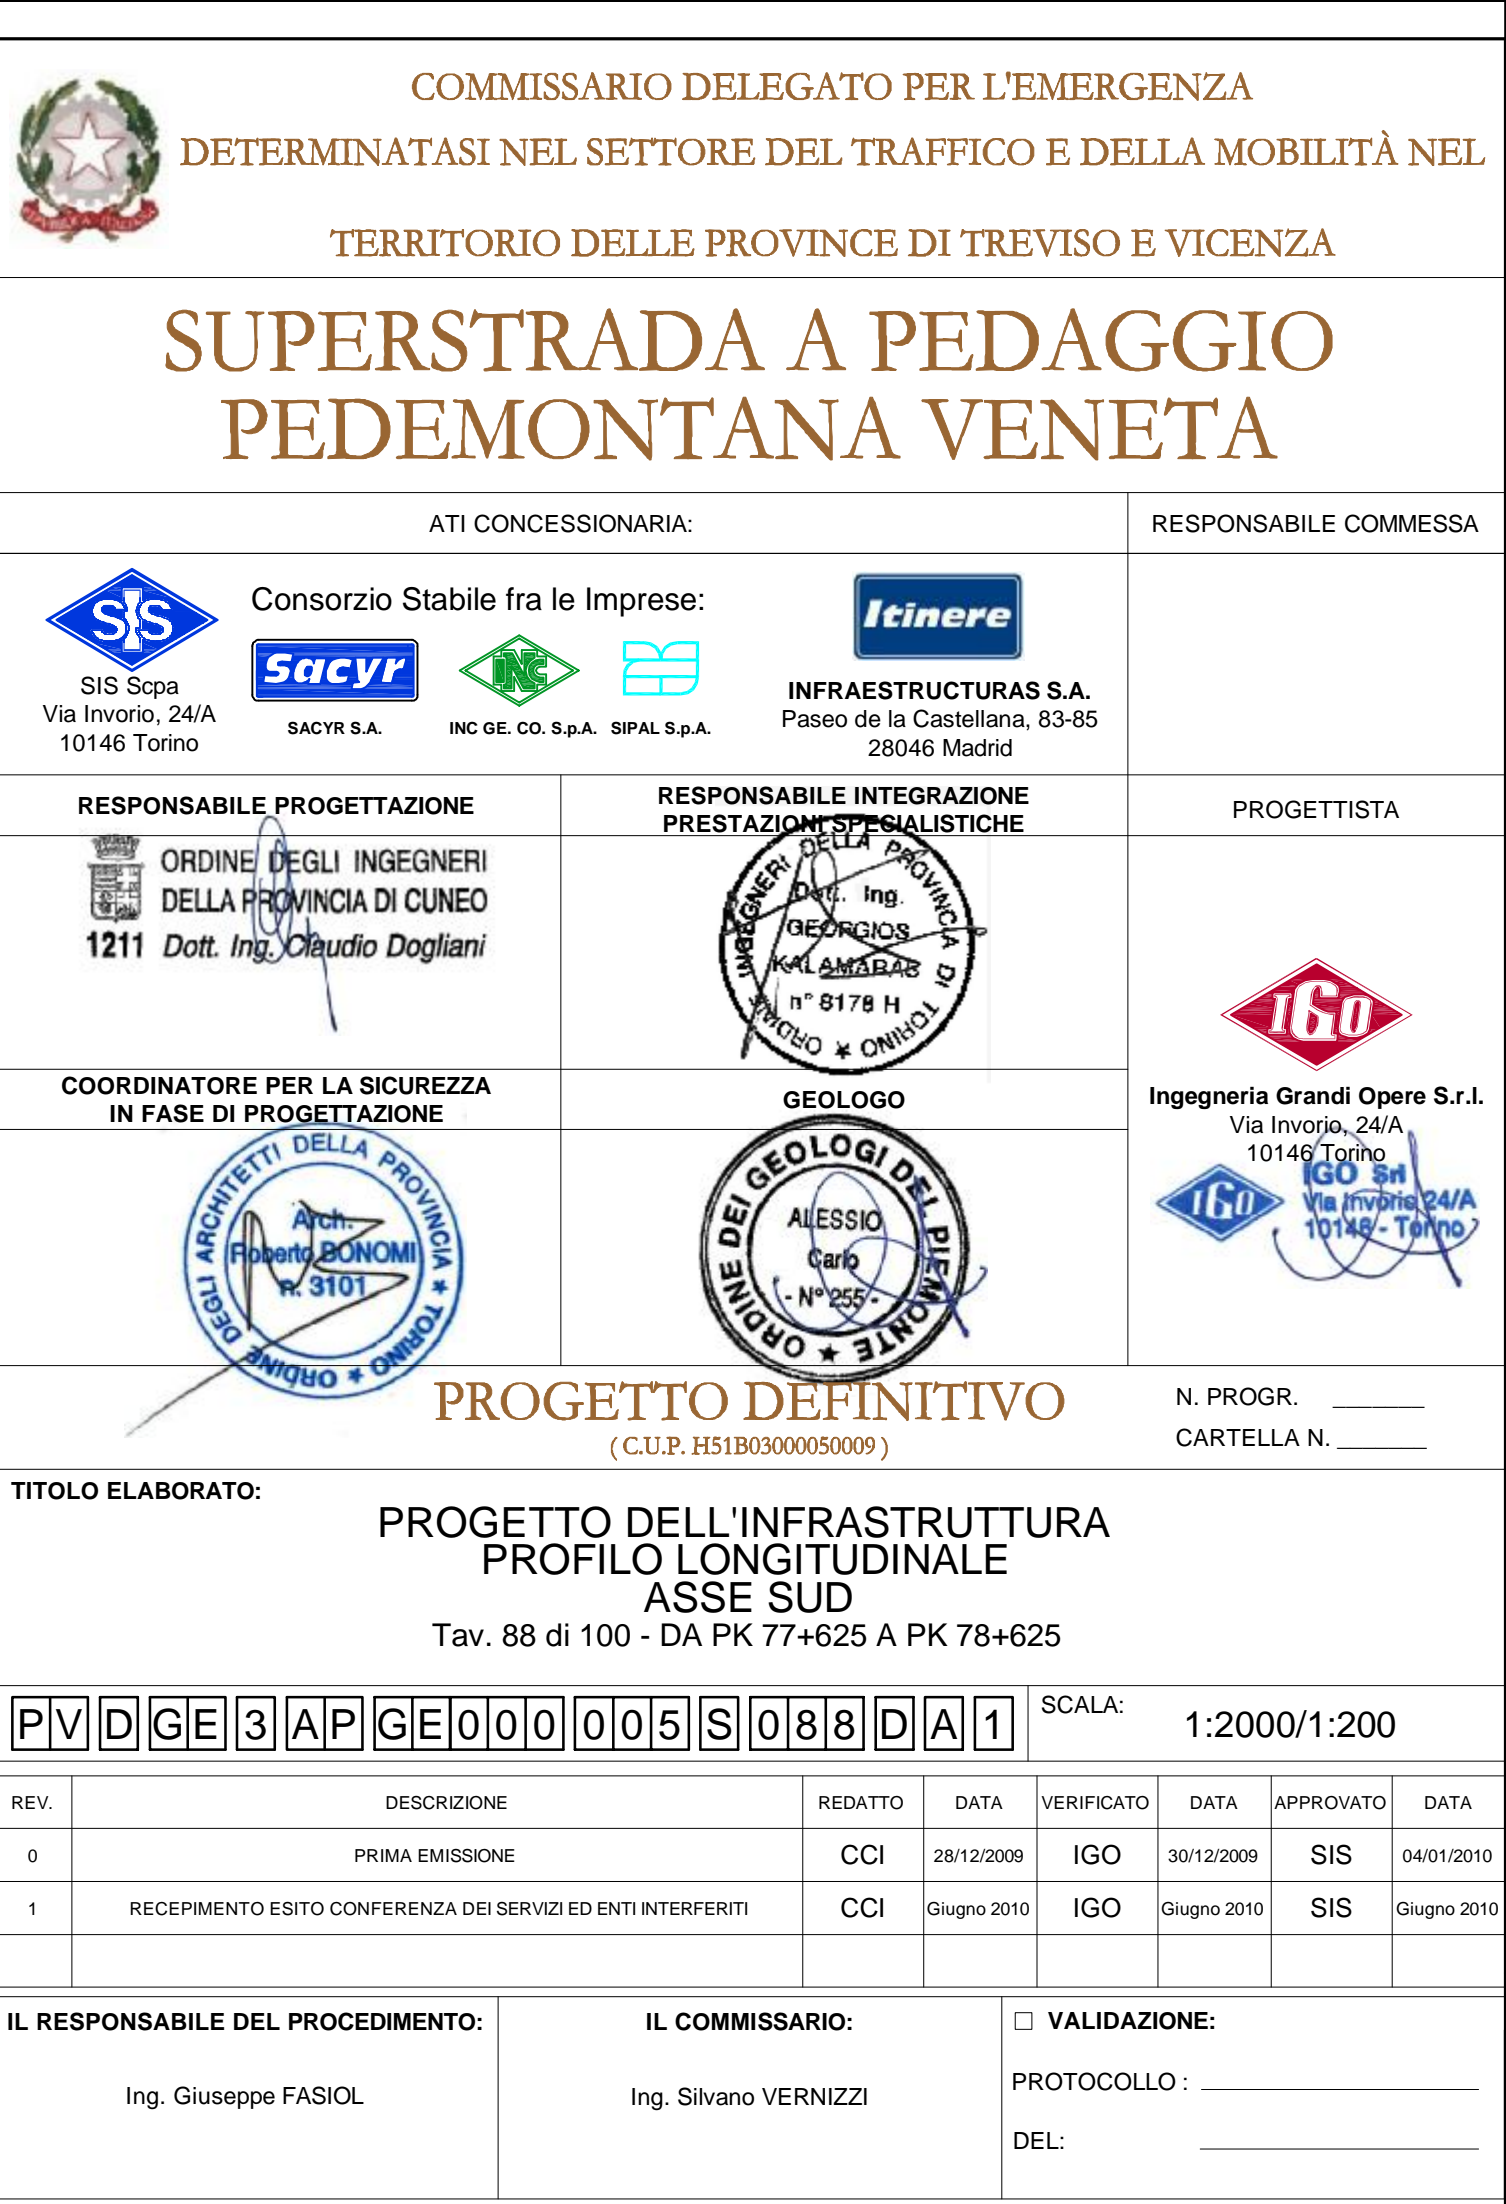 COMMISSARIO DELEGATO PER L'EMERGENZA
DETERMINATASI NEL SETTORE DEL TRAFFICO E DELLA MOBILITÀ NEL
TERRITORIO DELLE PROVINCE DI TREVISO E VICENZA
SUPERSTRADA A PEDAGGIO
PEDEMONTANA VENETA
ATI CONCESSIONARIA:
RESPONSABILE COMMESSA
SIS
SIS Scpa
Via Invorio, 24/A
10146 Torino
Consorzio Stabile fra le Imprese:
Sacyr
SACYR S.A.
INC
INC GE. CO. S.p.A.
SIPAL S.p.A.
Itinere
INFRAESTRUCTURAS S.A.
Paseo de la Castellana, 83-85
28046 Madrid
RESPONSABILE PROGETTAZIONE
ORDINE DEGLI INGEGNERI
DELLA PROVINCIA DI CUNEO
1211 Dott. Ing. Claudio Dogliani
RESPONSABILE INTEGRAZIONE
PRESTAZIONI SPECIALISTICHE
ORDINE INGEGNERI DELLA PROVINCIA DI TORINO
Dott. Ing.
GEORGIOS
KALAMARAS
n° 8178 H
PROGETTISTA
IGO
Ingegneria Grandi Opere S.r.l.
Via Invorio, 24/A
10146 Torino
IGO
IGO Srl
Via Invorio 24/A
10146 - Torino
COORDINATORE PER LA SICUREZZA
IN FASE DI PROGETTAZIONE
ORDINE DEGLI ARCHITETTI DELLA PROVINCIA * TORINO *
Arch.
Roberto BONOMI
n. 3101
GEOLOGO
ORDINE DEI GEOLOGI DEL PIEMONTE
ALESSIO
Carlo
- N° 255 -
PROGETTO DEFINITIVO
( C.U.P. H51B03000050009 )
N. PROGR. _______
CARTELLA N. _______
TITOLO ELABORATO:
PROGETTO DELL'INFRASTRUTTURA
PROFILO LONGITUDINALE
ASSE SUD
Tav. 88 di 100 - DA PK 77+625 A PK 78+625
PV D GE 3 AP GE000 005 S 088 D A 1
SCALA: 1:2000/1:200
REV. DESCRIZIONE REDATTO DATA VERIFICATO DATA APPROVATO DATA
0 PRIMA EMISSIONE CCI 28/12/2009 IGO 30/12/2009 SIS 04/01/2010
1 RECEPIMENTO ESITO CONFERENZA DEI SERVIZI ED ENTI INTERFERITI CCI Giugno 2010 IGO Giugno 2010 SIS Giugno 2010
IL RESPONSABILE DEL PROCEDIMENTO:
Ing. Giuseppe FASIOL
IL COMMISSARIO:
Ing. Silvano VERNIZZI
☐ VALIDAZIONE:
PROTOCOLLO :
DEL: